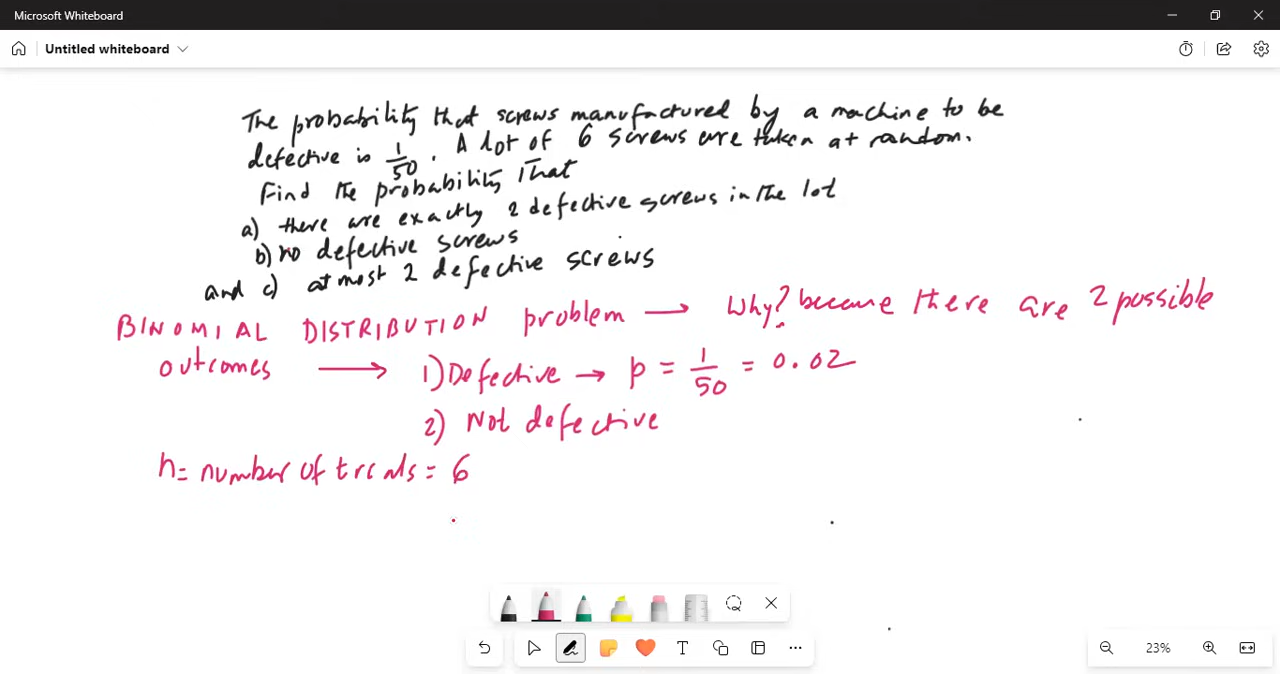 Microsoft Whiteboard
Untitled whiteboard
The probability that screws manufactured by a machine to be
defective is 1/50. A lot of 6 screws are taken at random.
Find the probability that
a) there are exactly 2 defective screws in the lot
b) no defective screws
and c) at most 2 defective screws
BINOMIAL DISTRIBUTION problem → Why? because there are 2 possible
outcomes → 1) Defective → p = 1/50 = 0.02
2) Not defective
n = number of trials = 6
T
23%